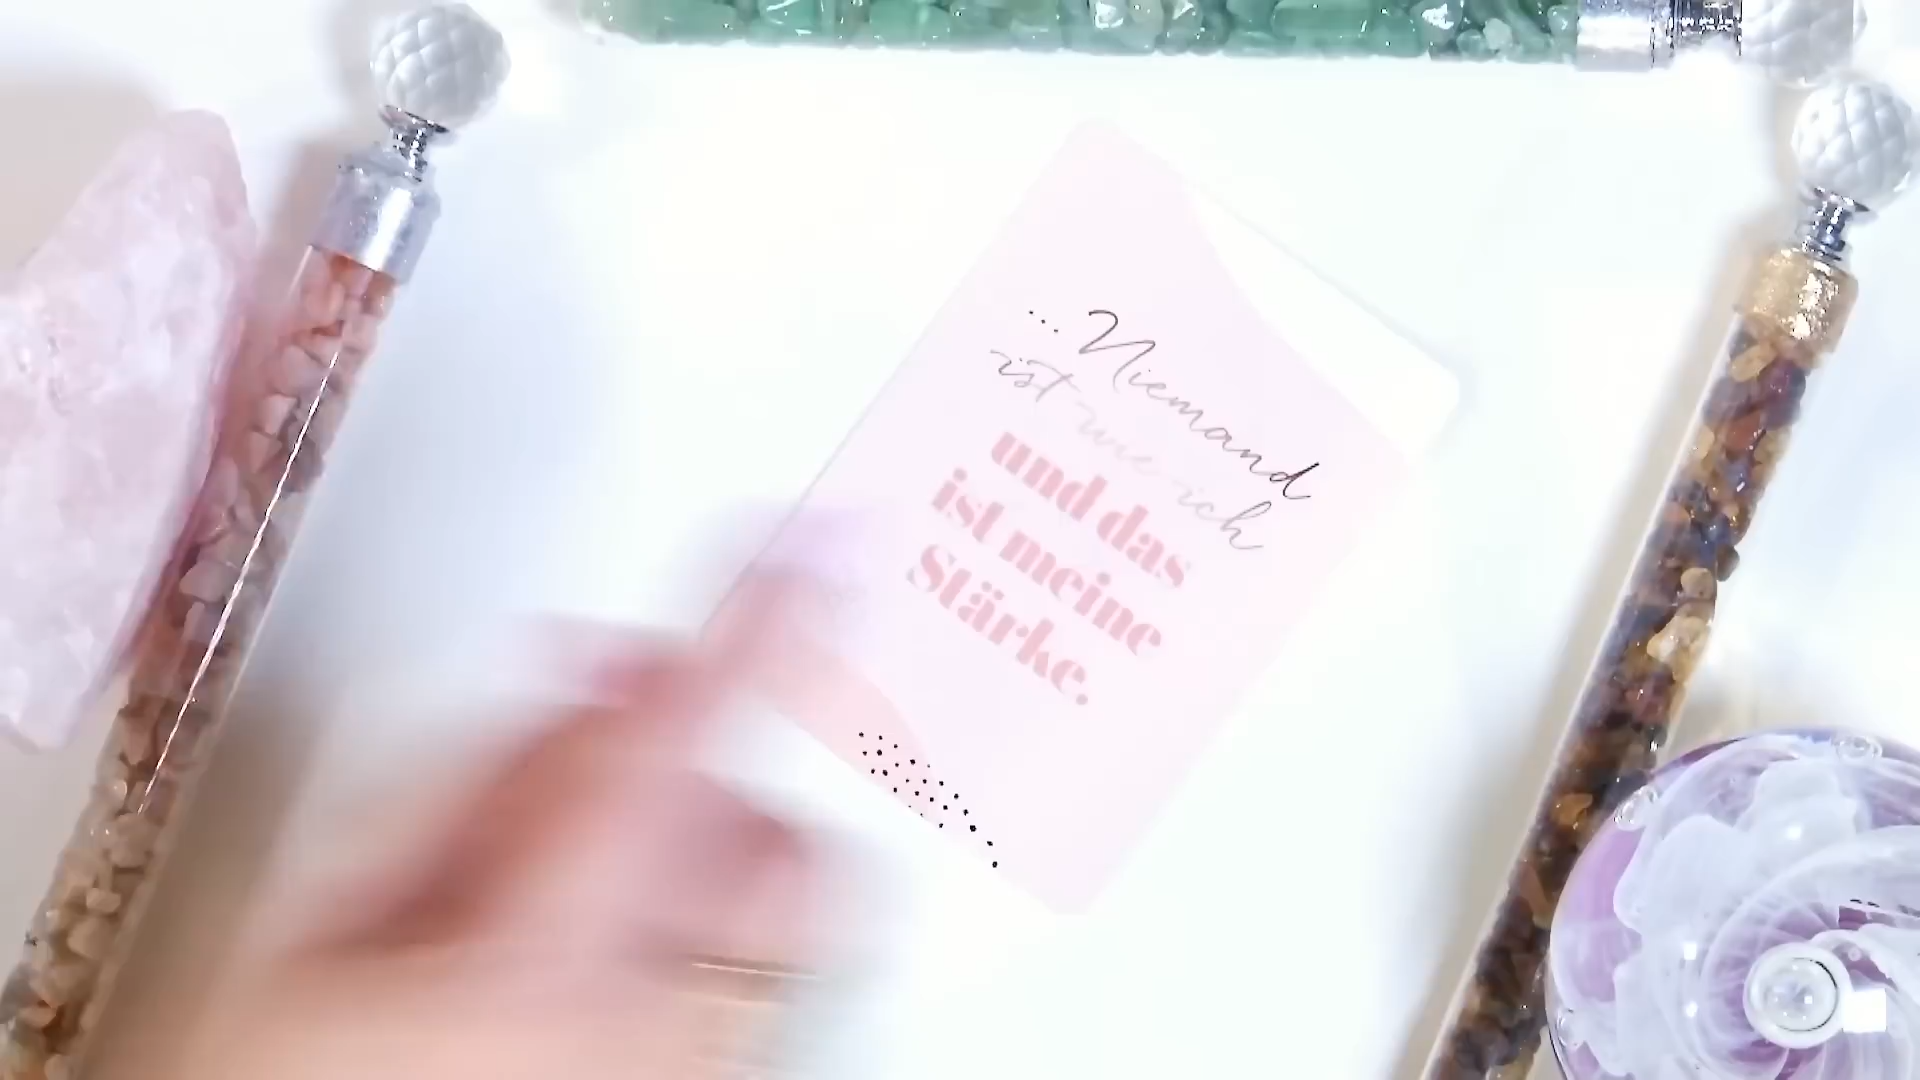 ... Niemand
ist wie ich
und das
ist meine
Stärke.